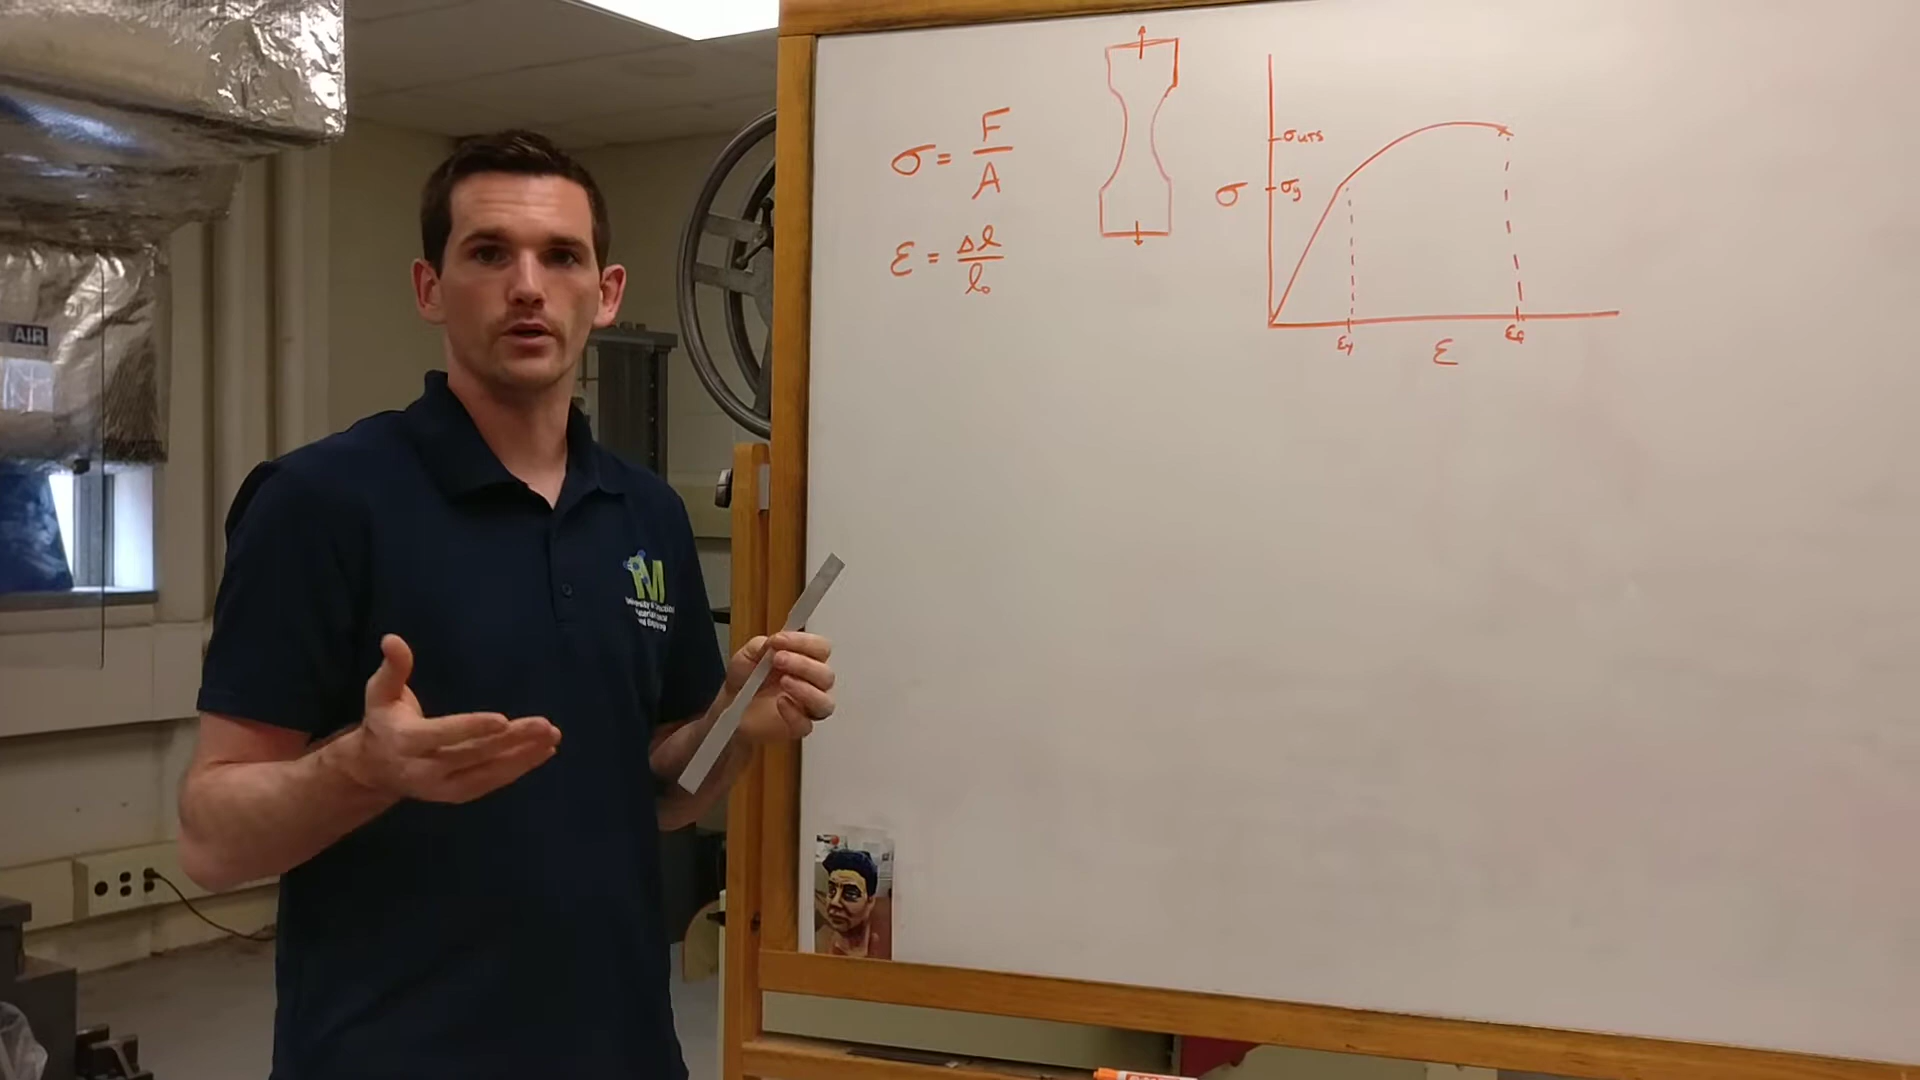 AIR
σ = F/A
ε = Δl/l₀
σ
σUTS
σy
εy
εf
ε
M